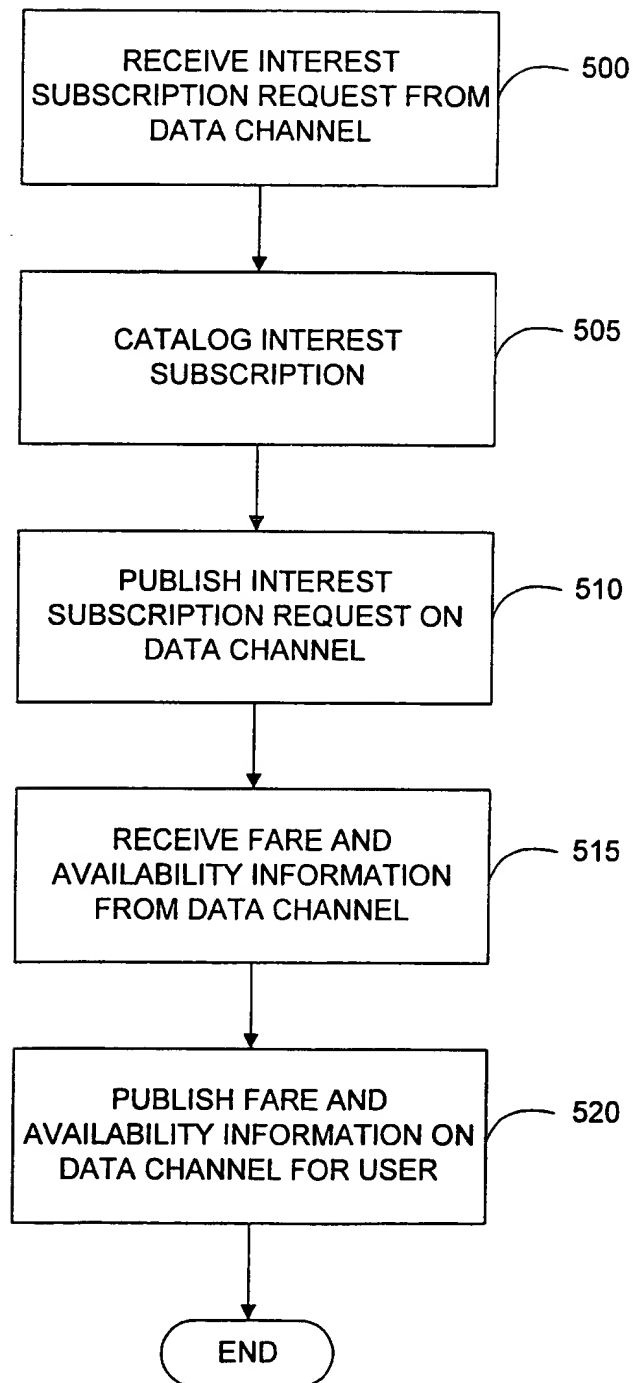 RECEIVE INTEREST
SUBSCRIPTION REQUEST FROM
DATA CHANNEL
500
CATALOG INTEREST
SUBSCRIPTION
505
PUBLISH INTEREST
SUBSCRIPTION REQUEST ON
DATA CHANNEL
510
RECEIVE FARE AND
AVAILABILITY INFORMATION
FROM DATA CHANNEL
515
PUBLISH FARE AND
AVAILABILITY INFORMATION ON
DATA CHANNEL FOR USER
520
END